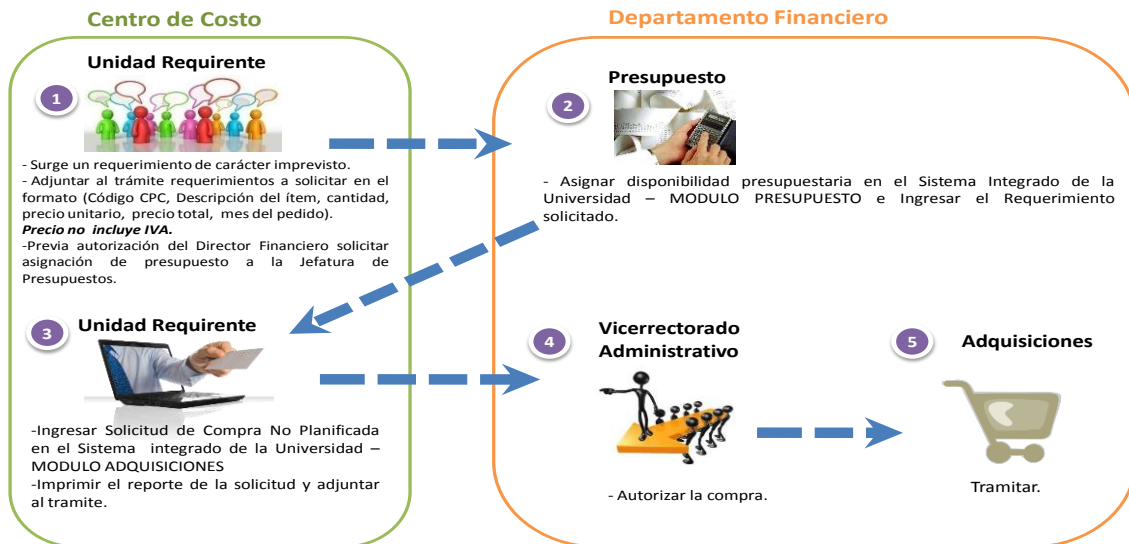 Centro de Costo
Departamento Financiero
Unidad Requirente
1
- Surge un requerimiento de carácter imprevisto.
- Adjuntar al trámite requerimientos a solicitar en el
formato (Código CPC, Descripción del ítem, cantidad,
precio unitario, precio total, mes del pedido).
Precio no incluye IVA.
-Previa autorización del Director Financiero solicitar
asignación de presupuesto a la Jefatura de
Presupuestos.
Presupuesto
2
- Asignar disponibilidad presupuestaria en el Sistema Integrado de la
Universidad – MODULO PRESUPUESTO e Ingresar el Requerimiento
solicitado.
3
Unidad Requirente
-Ingresar Solicitud de Compra No Planificada
en el Sistema integrado de la Universidad –
MODULO ADQUISICIONES
-Imprimir el reporte de la solicitud y adjuntar
al tramite.
4
Vicerrectorado
Administrativo
- Autorizar la compra.
5
Adquisiciones
Tramitar.